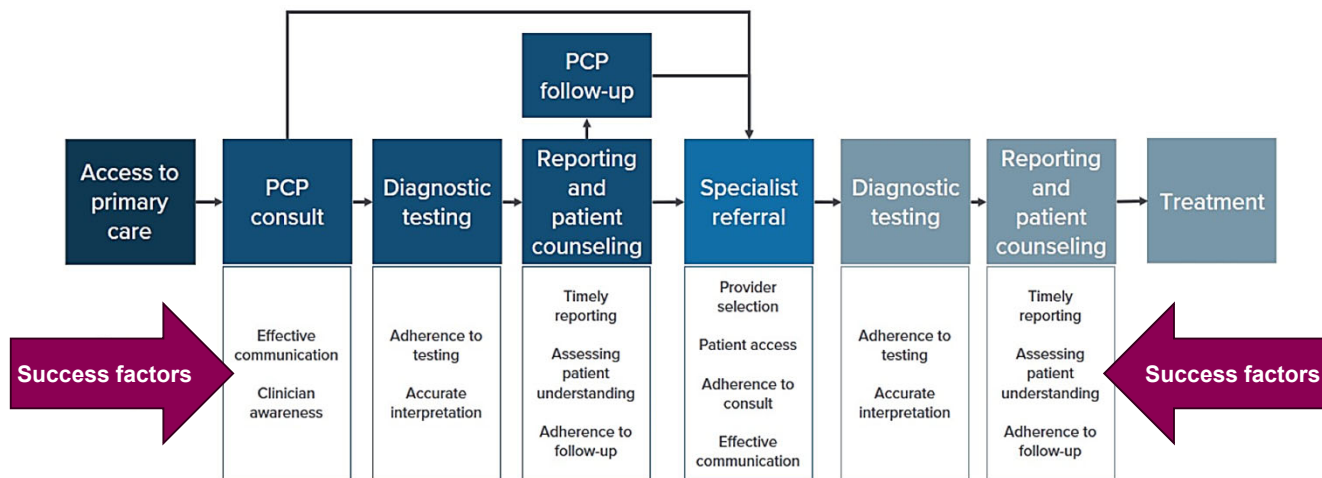 PCP
follow-up
Access to
primary
care
PCP
consult
Diagnostic
testing
Reporting
and
patient
counseling
Specialist
referral
Diagnostic
testing
Reporting
and
patient
counseling
Treatment
Success factors
Effective
communication
Clinician
awareness
Adherence to
testing
Accurate
interpretation
Timely
reporting
Assessing
patient
understanding
Adherence to
follow-up
Provider
selection
Patient access
Adherence to
consult
Effective
communication
Adherence to
testing
Accurate
interpretation
Timely
reporting
Assessing
patient
understanding
Adherence to
follow-up
Success factors